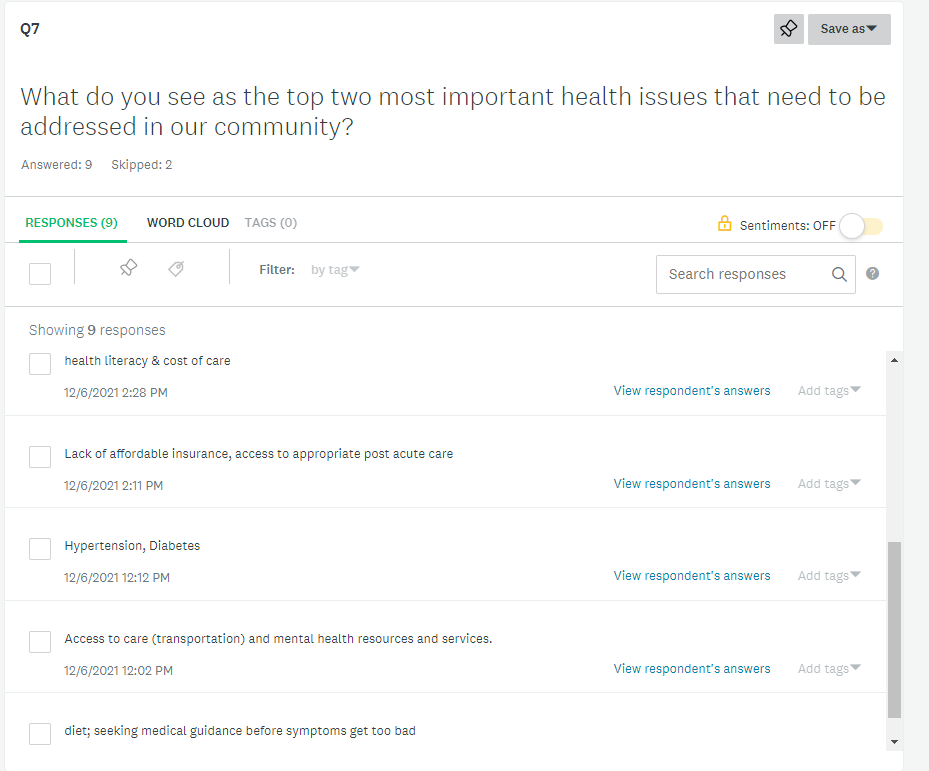 Q7
Save as
What do you see as the top two most important health issues that need to be
addressed in our community?
Answered: 9 Skipped: 2
RESPONSES (9) WORD CLOUD TAGS (0) Sentiments: OFF
Filter: by tag Search responses ?
Showing 9 responses
health literacy & cost of care
12/6/2021 2:28 PM View respondent's answers Add tags
Lack of affordable insurance, access to appropriate post acute care
12/6/2021 2:11 PM View respondent's answers Add tags
Hypertension, Diabetes
12/6/2021 12:12 PM View respondent's answers Add tags
Access to care (transportation) and mental health resources and services.
12/6/2021 12:02 PM View respondent's answers Add tags
diet; seeking medical guidance before symptoms get too bad